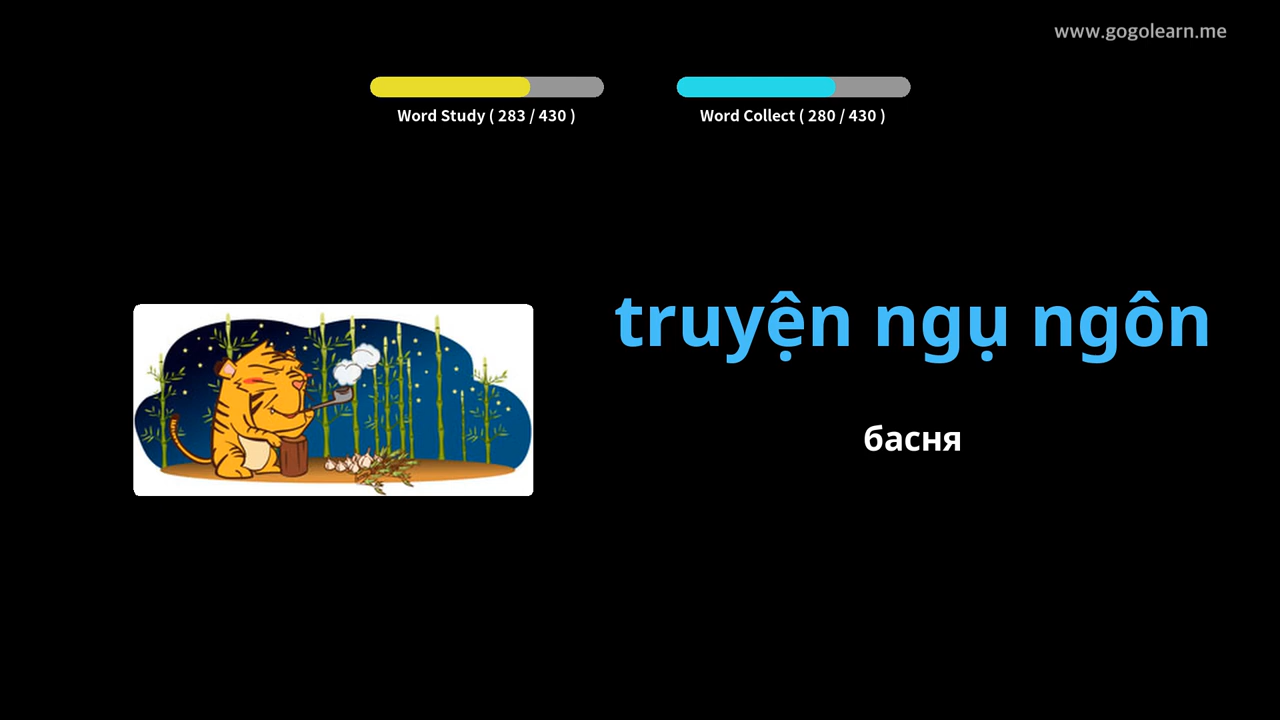 www.gogolearn.me
Word Study ( 283 / 430 )
Word Collect ( 280 / 430 )
truyện ngụ ngôn
басня